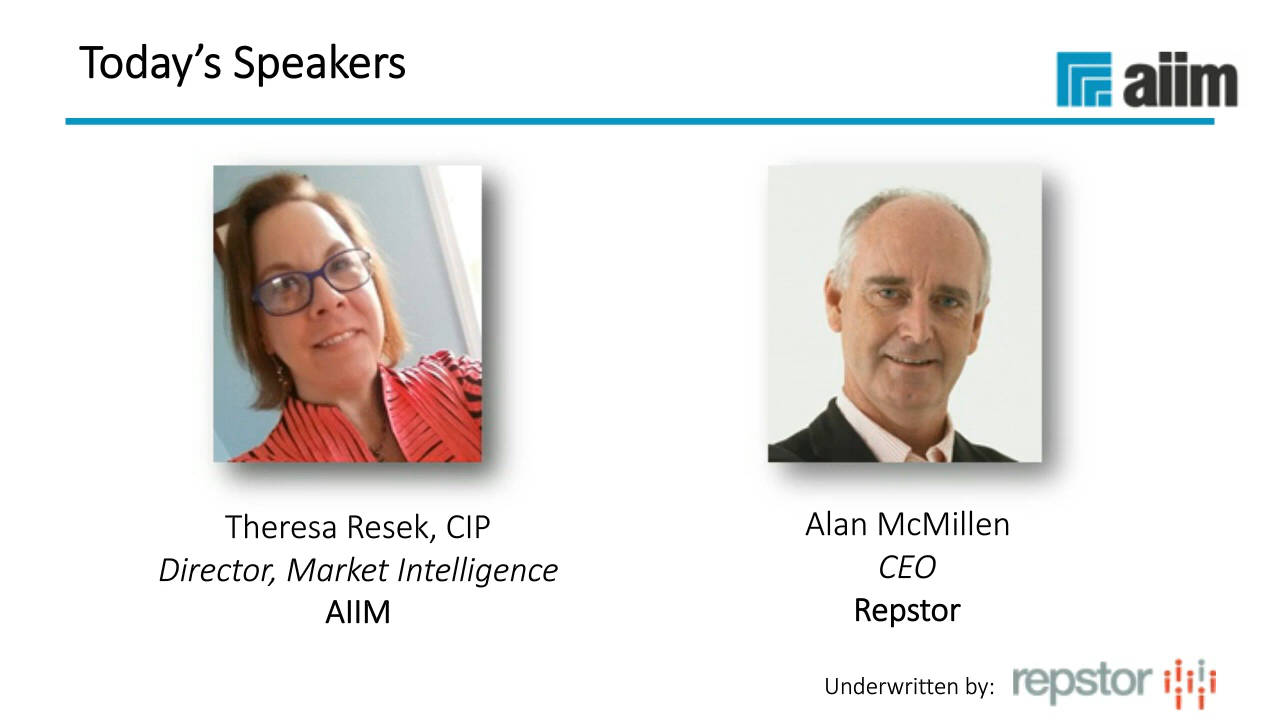 Today's Speakers
aiim
Theresa Resek, CIP
Director, Market Intelligence
AIIM
Alan McMillen
CEO
Repstor
Underwritten by: repstor